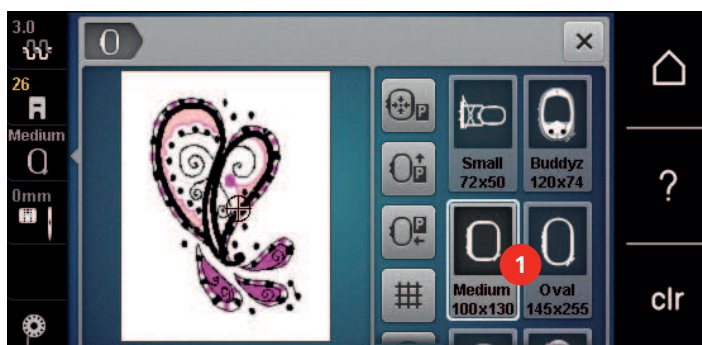 3.0
26
Medium
0mm
P
P
P
Small
72x50
Buddyz
120x74
Medium
100x130
1
Oval
145x255
?
clr